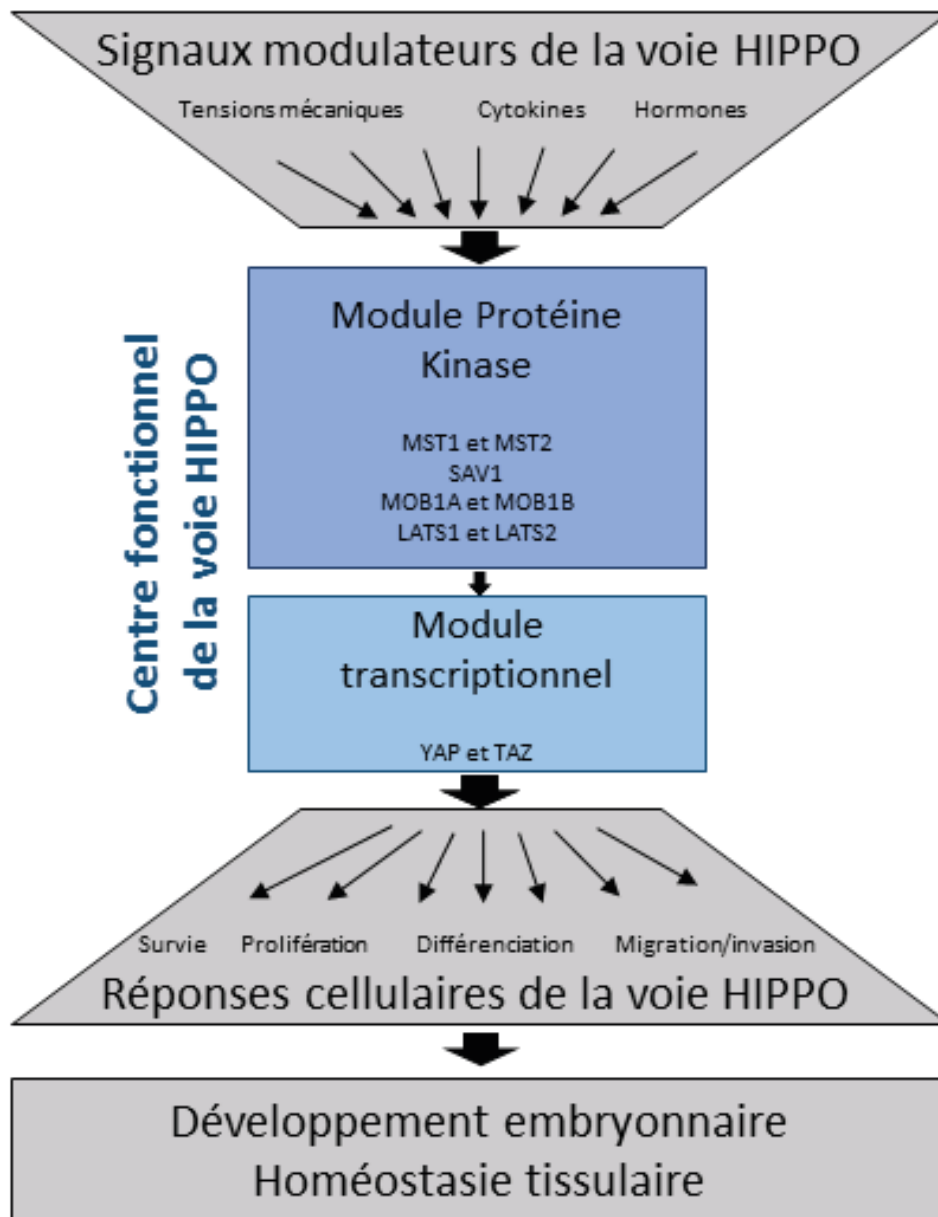 Signaux modulateurs de la voie HIPPO
Tensions mécaniques Cytokines Hormones
Centre fonctionnel
de la voie HIPPO
Module Protéine
Kinase
MST1 et MST2
SAV1
MOB1A et MOB1B
LATS1 et LATS2
Module
transcriptionnel
YAP et TAZ
Survie Prolifération Différenciation Migration/invasion
Réponses cellulaires de la voie HIPPO
Développement embryonnaire
Homéostasie tissulaire